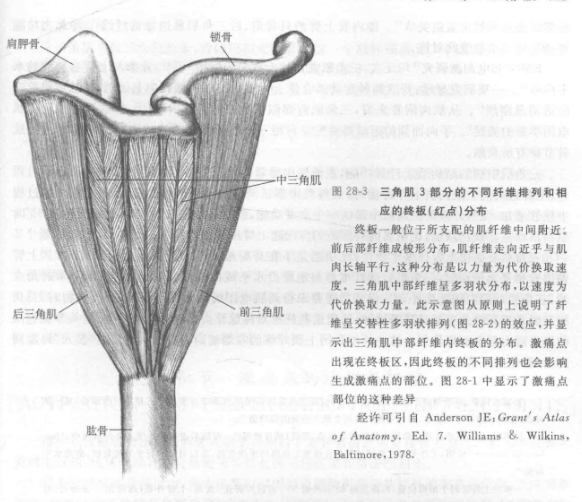 肩胛骨
锁骨
中三角肌
后三角肌
前三角肌
肱骨
图 28-3 三角肌 3 部分的不同纤维排列和相
应的终板(红点)分布
终板一般位于所支配的肌纤维中间附近。
前后部纤维成梭形分布,肌纤维走向近乎与肌
内长轴平行,这种分布是以力量为代价换取速
度。三角肌中部纤维呈多羽状分布,以速度为
代价换取力量。此示意图从原则上说明了纤
维呈交替性多羽状排列(图 28-2)的效应,并显
示出三角肌中部纤维内终板的分布。激痛点
出现在终板区,因此终板的不同排列也会影响
生成激痛点的部位。图 28-1 中显示了激痛点
部位的这种差异
经许可引自 Anderson JE, Grant's Atlas
of Anatomy. Ed. 7. Williams & Wilkins,
Baltimore, 1978.